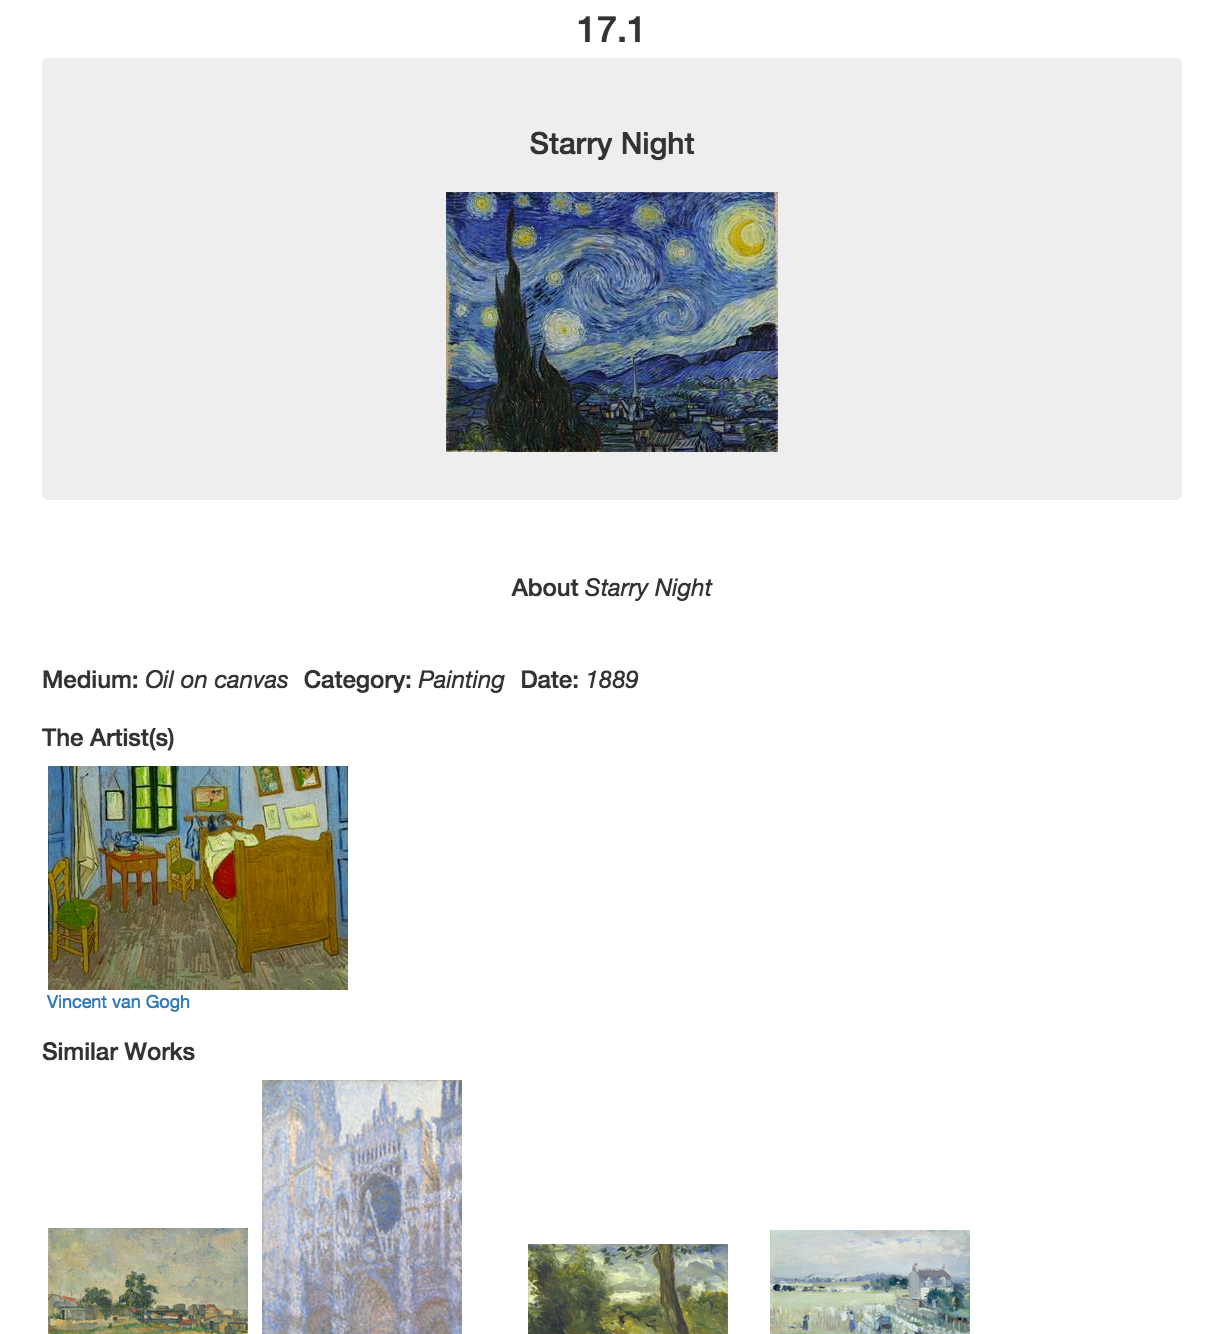 17.1
Starry Night
About Starry Night
Medium: Oil on canvas Category: Painting Date: 1889
The Artist(s)
Vincent van Gogh
Similar Works